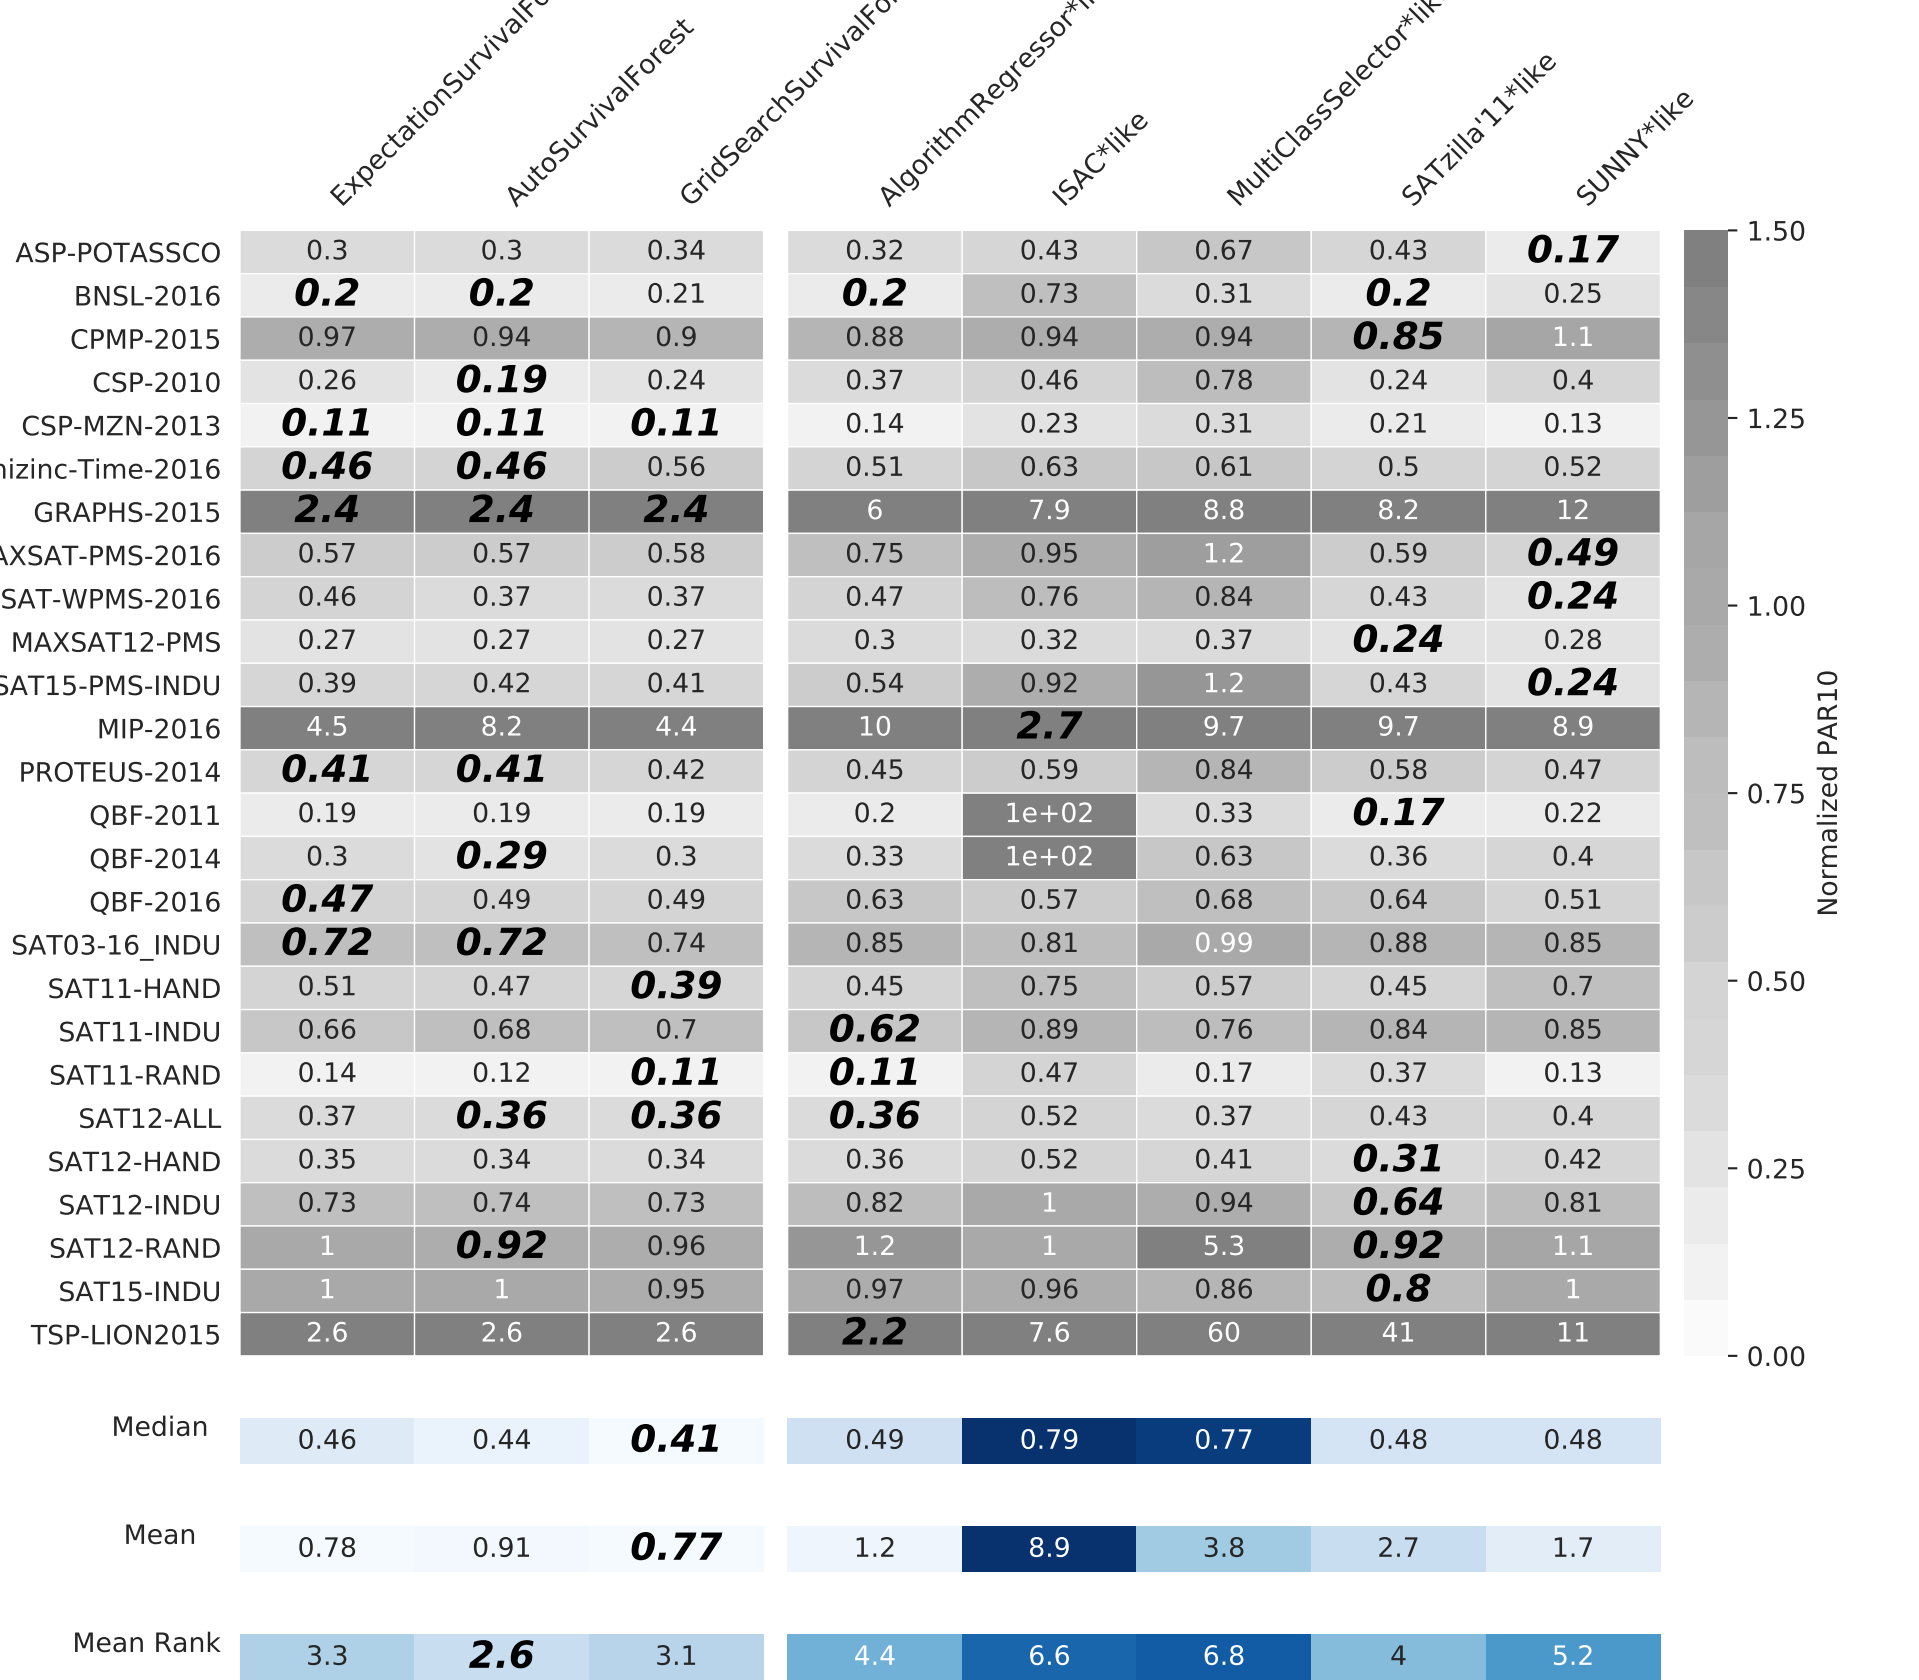 AutoSurvivalForest
ISAC*like
SATzilla'11*like
SUNNY*like
ASP-POTASSCO 0.3 0.3 0.34 0.32 0.43 0.67 0.43 0.17
BNSL-2016 0.2 0.2 0.21 0.2 0.73 0.31 0.2 0.25
CPMP-2015 0.97 0.94 0.9 0.88 0.94 0.94 0.85 1.1
CSP-2010 0.26 0.19 0.24 0.37 0.46 0.78 0.24 0.4
CSP-MZN-2013 0.11 0.11 0.11 0.14 0.23 0.31 0.21 0.13
nizinc-Time-2016 0.46 0.46 0.56 0.51 0.63 0.61 0.5 0.52
GRAPHS-2015 2.4 2.4 2.4 6 7.9 8.8 8.2 12
AXSAT-PMS-2016 0.57 0.57 0.58 0.75 0.95 1.2 0.59 0.49
SAT-WPMS-2016 0.46 0.37 0.37 0.47 0.76 0.84 0.43 0.24
MAXSAT12-PMS 0.27 0.27 0.27 0.3 0.32 0.37 0.24 0.28
SAT15-PMS-INDU 0.39 0.42 0.41 0.54 0.92 1.2 0.43 0.24
MIP-2016 4.5 8.2 4.4 10 2.7 9.7 9.7 8.9
PROTEUS-2014 0.41 0.41 0.42 0.45 0.59 0.84 0.58 0.47
QBF-2011 0.19 0.19 0.19 0.2 1e+02 0.33 0.17 0.22
QBF-2014 0.3 0.29 0.3 0.33 1e+02 0.63 0.36 0.4
QBF-2016 0.47 0.49 0.49 0.63 0.57 0.68 0.64 0.51
SAT03-16_INDU 0.72 0.72 0.74 0.85 0.81 0.99 0.88 0.85
SAT11-HAND 0.51 0.47 0.39 0.45 0.75 0.57 0.45 0.7
SAT11-INDU 0.66 0.68 0.7 0.62 0.89 0.76 0.84 0.85
SAT11-RAND 0.14 0.12 0.11 0.11 0.47 0.17 0.37 0.13
SAT12-ALL 0.37 0.36 0.36 0.36 0.52 0.37 0.43 0.4
SAT12-HAND 0.35 0.34 0.34 0.36 0.52 0.41 0.31 0.42
SAT12-INDU 0.73 0.74 0.73 0.82 1 0.94 0.64 0.81
SAT12-RAND 1 0.92 0.96 1.2 1 5.3 0.92 1.1
SAT15-INDU 1 1 0.95 0.97 0.96 0.86 0.8 1
TSP-LION2015 2.6 2.6 2.6 2.2 7.6 60 41 11
Median 0.46 0.44 0.41 0.49 0.79 0.77 0.48 0.48
Mean 0.78 0.91 0.77 1.2 8.9 3.8 2.7 1.7
Mean Rank 3.3 2.6 3.1 4.4 6.6 6.8 4 5.2
1.50
1.25
1.00
0.75
0.50
0.25
0.00
Normalized PAR10